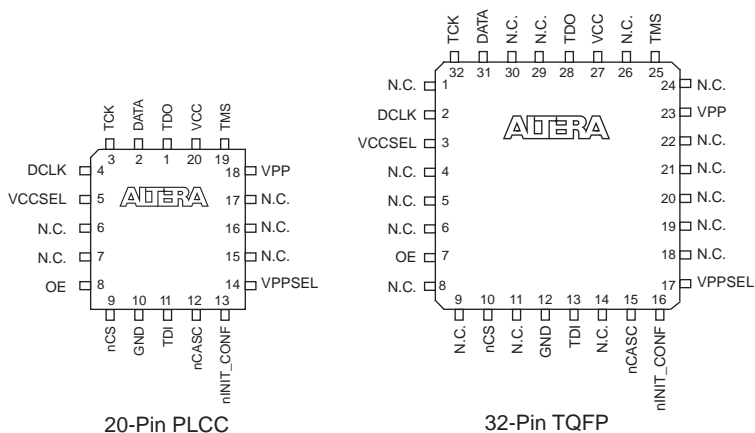 TCK
DATA
TDO
VCC
TMS
3
2
1
20
19
DCLK 4
VCCSEL 5
N.C. 6
N.C. 7
OE 8
ALTERA
18 VPP
17 N.C.
16 N.C.
15 N.C.
14 VPPSEL
9
10
11
12
13
nCS
GND
TDI
nCASC
nINIT_CONF
20-Pin PLCC
TCK
DATA
N.C.
N.C.
TDO
VCC
N.C.
TMS
32
31
30
29
28
27
26
25
N.C. 1
DCLK 2
VCCSEL 3
N.C. 4
N.C. 5
N.C. 6
OE 7
N.C. 8
ALTERA
24 N.C.
23 VPP
22 N.C.
21 N.C.
20 N.C.
19 N.C.
18 N.C.
17 VPPSEL
9
10
11
12
13
14
15
16
N.C.
nCS
N.C.
GND
TDI
N.C.
nCASC
nINIT_CONF
32-Pin TQFP